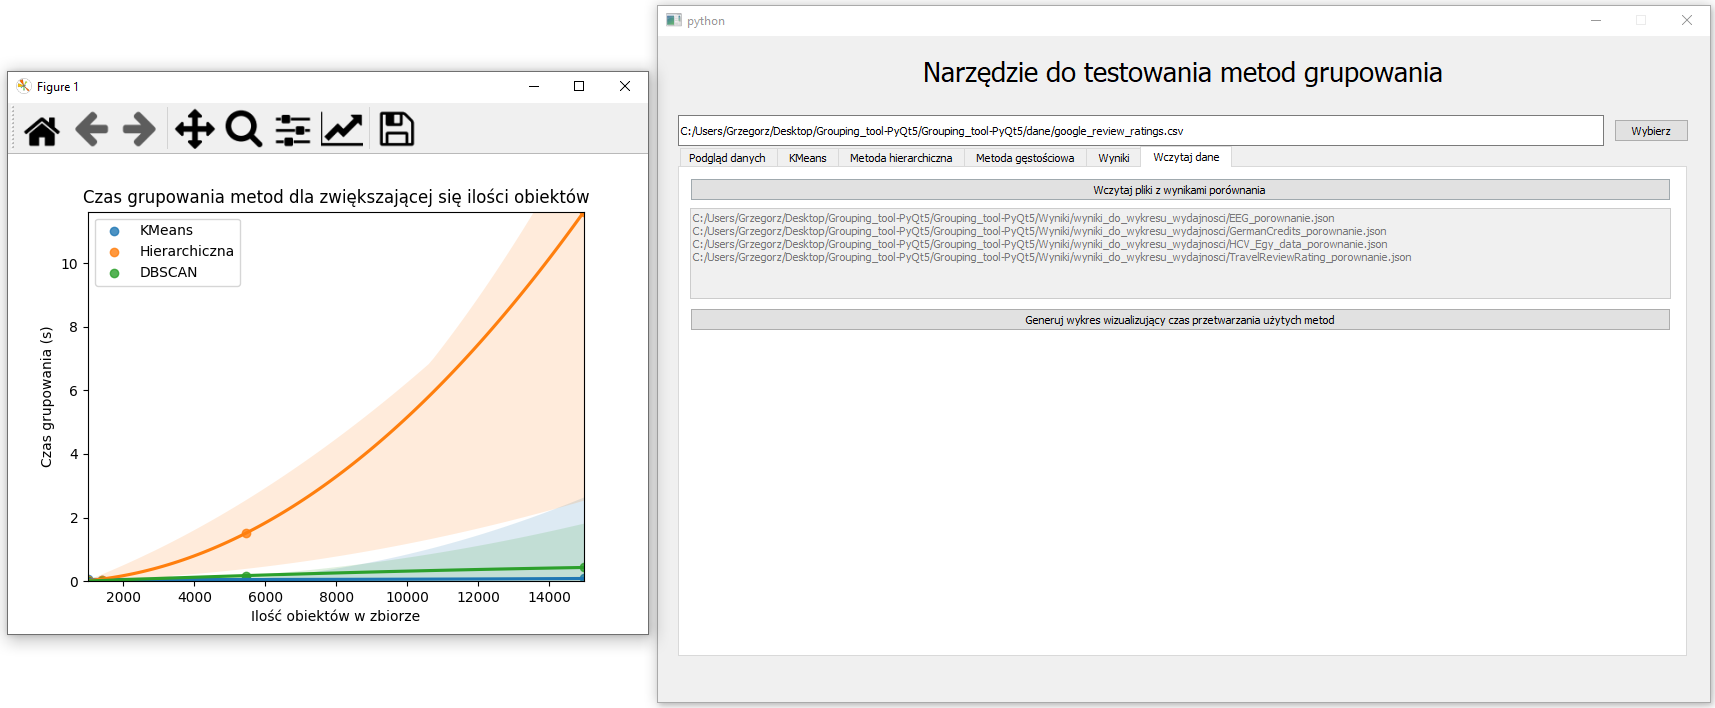 Figure 1
Czas grupowania metod dla zwiększającej się ilości obiektów
KMeans
Hierarchiczna
DBSCAN
10
8
6
4
2
0
Czas grupowania (s)
2000 4000 6000 8000 10000 12000 14000
Ilość obiektów w zbiorze
python
Narzędzie do testowania metod grupowania
C:/Users/Grzegorz/Desktop/Grouping_tool-PyQt5/Grouping_tool-PyQt5/dane/google_review_ratings.csv
Wybierz
Podgląd danych KMeans Metoda hierarchiczna Metoda gęstościowa Wyniki Wczytaj dane
Wczytaj pliki z wynikami porównania
C:/Users/Grzegorz/Desktop/Grouping_tool-PyQt5/Grouping_tool-PyQt5/Wyniki/wyniki_do_wykresu_wydajnosci/EEG_porownanie.json
C:/Users/Grzegorz/Desktop/Grouping_tool-PyQt5/Grouping_tool-PyQt5/Wyniki/wyniki_do_wykresu_wydajnosci/GermanCredits_porownanie.json
C:/Users/Grzegorz/Desktop/Grouping_tool-PyQt5/Grouping_tool-PyQt5/Wyniki/wyniki_do_wykresu_wydajnosci/HCV_Egy_data_porownanie.json
C:/Users/Grzegorz/Desktop/Grouping_tool-PyQt5/Grouping_tool-PyQt5/Wyniki/wyniki_do_wykresu_wydajnosci/TravelReviewRating_porownanie.json
Generuj wykres wizualizujący czas przetwarzania użytych metod